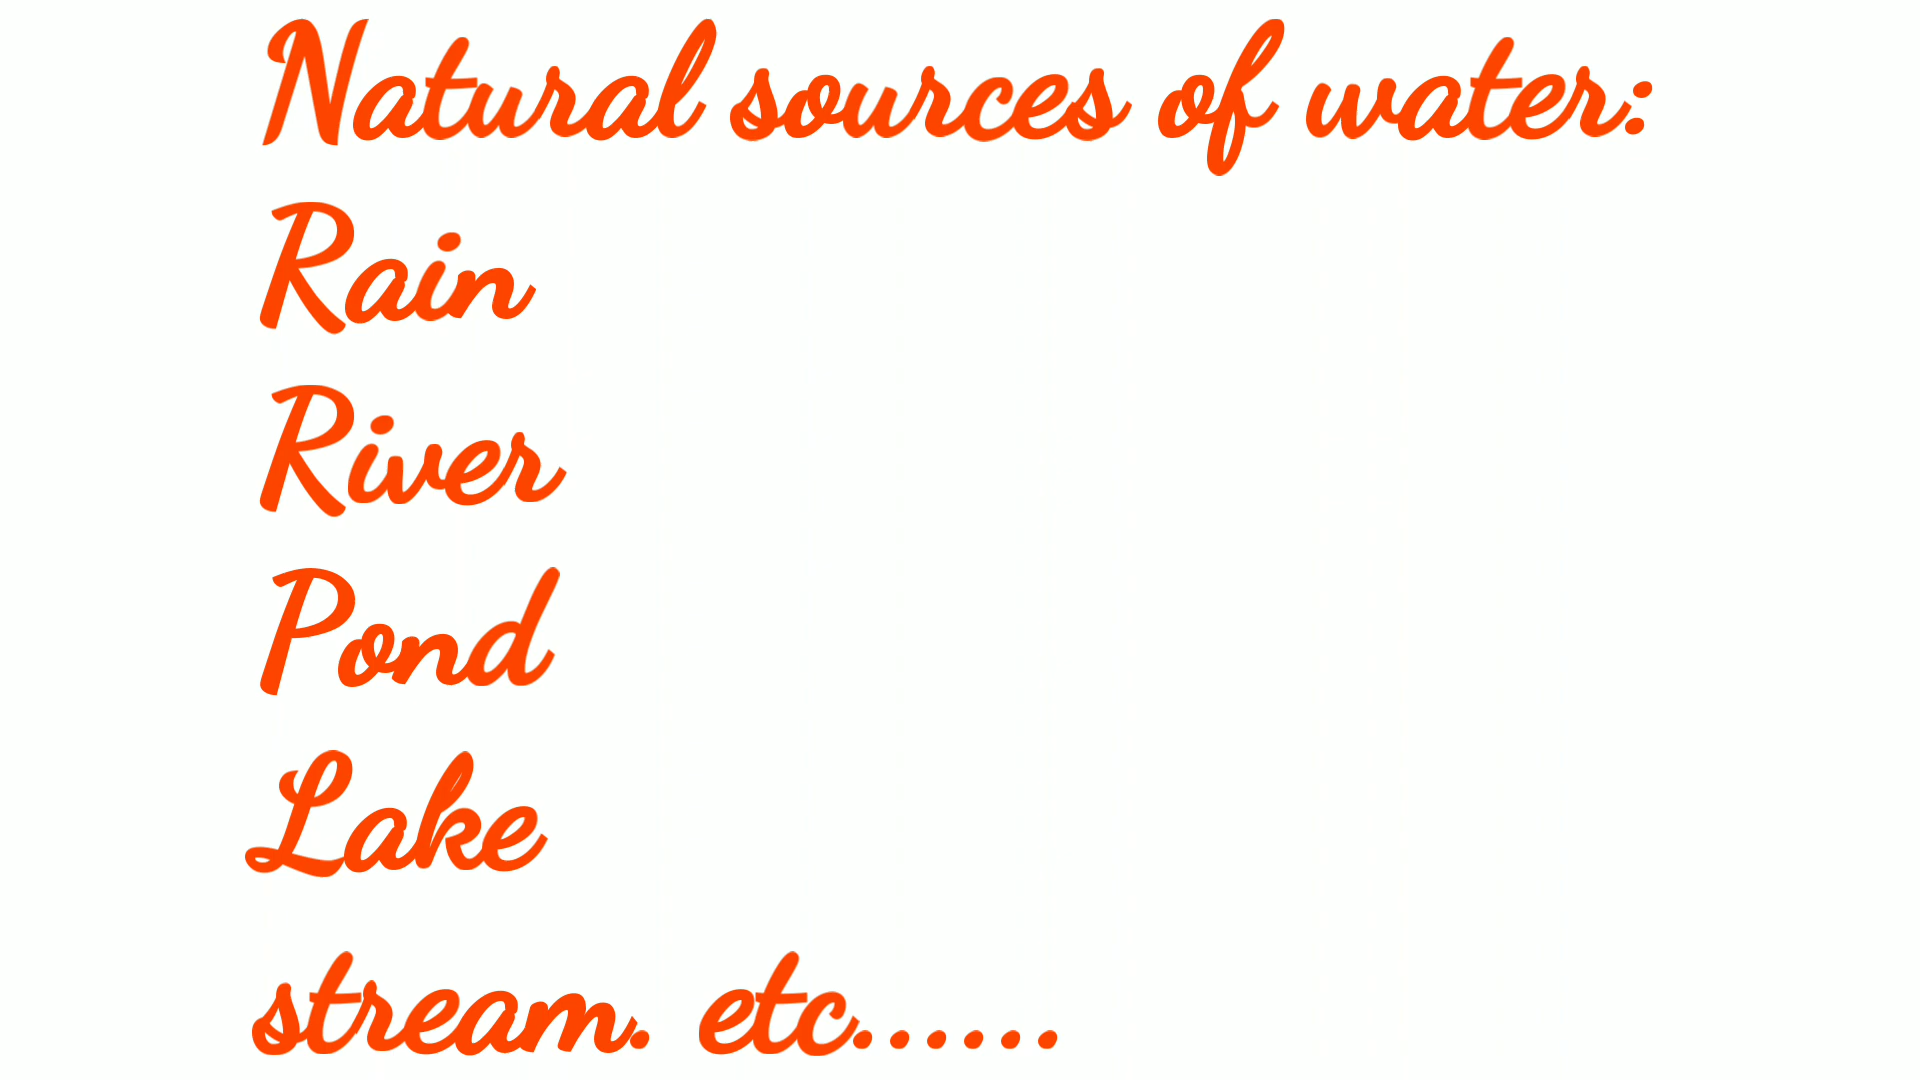 Natural sources of water:
Rain
River
Pond
Lake
stream. etc......